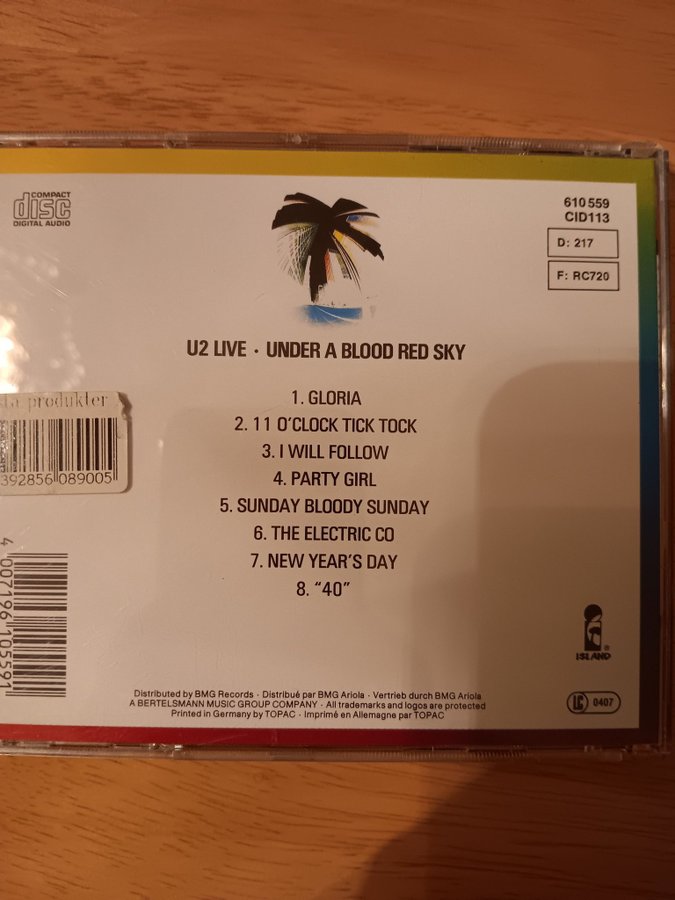 COMPACT
disc
DIGITAL AUDIO
610 559
CID113
D: 217
F: RC720
U2 LIVE · UNDER A BLOOD RED SKY
1. GLORIA
2. 11 O'CLOCK TICK TOCK
3. I WILL FOLLOW
4. PARTY GIRL
5. SUNDAY BLOODY SUNDAY
6. THE ELECTRIC CO
7. NEW YEAR'S DAY
8. "40"
produkter
392856 089005
4 007196 105591
ISLAND
®
Distributed by BMG Records · Distribué par BMG Ariola · Vertrieb durch BMG Ariola
A BERTELSMANN MUSIC GROUP COMPANY · All trademarks and logos are protected
Printed in Germany by TOPAC · Imprimé en Allemagne par TOPAC
LC 0407